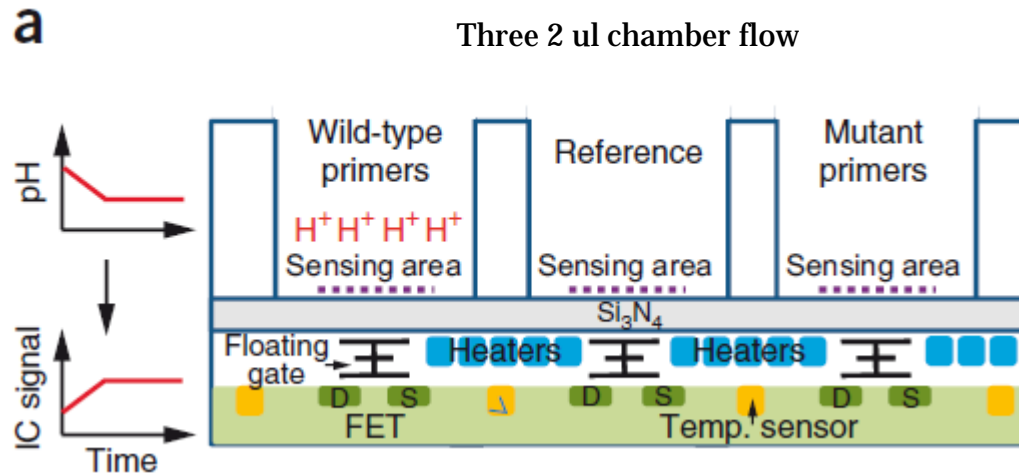 a
Three 2 ul chamber flow
pH
IC signal
Time
Wild-type
primers
Reference
Mutant
primers
H⁺ H⁺ H⁺ H⁺
Sensing area
Sensing area
Sensing area
Si₃N₄
Floating
gate
Heaters
Heaters
D
S
D
S
D
S
FET
Temp. sensor